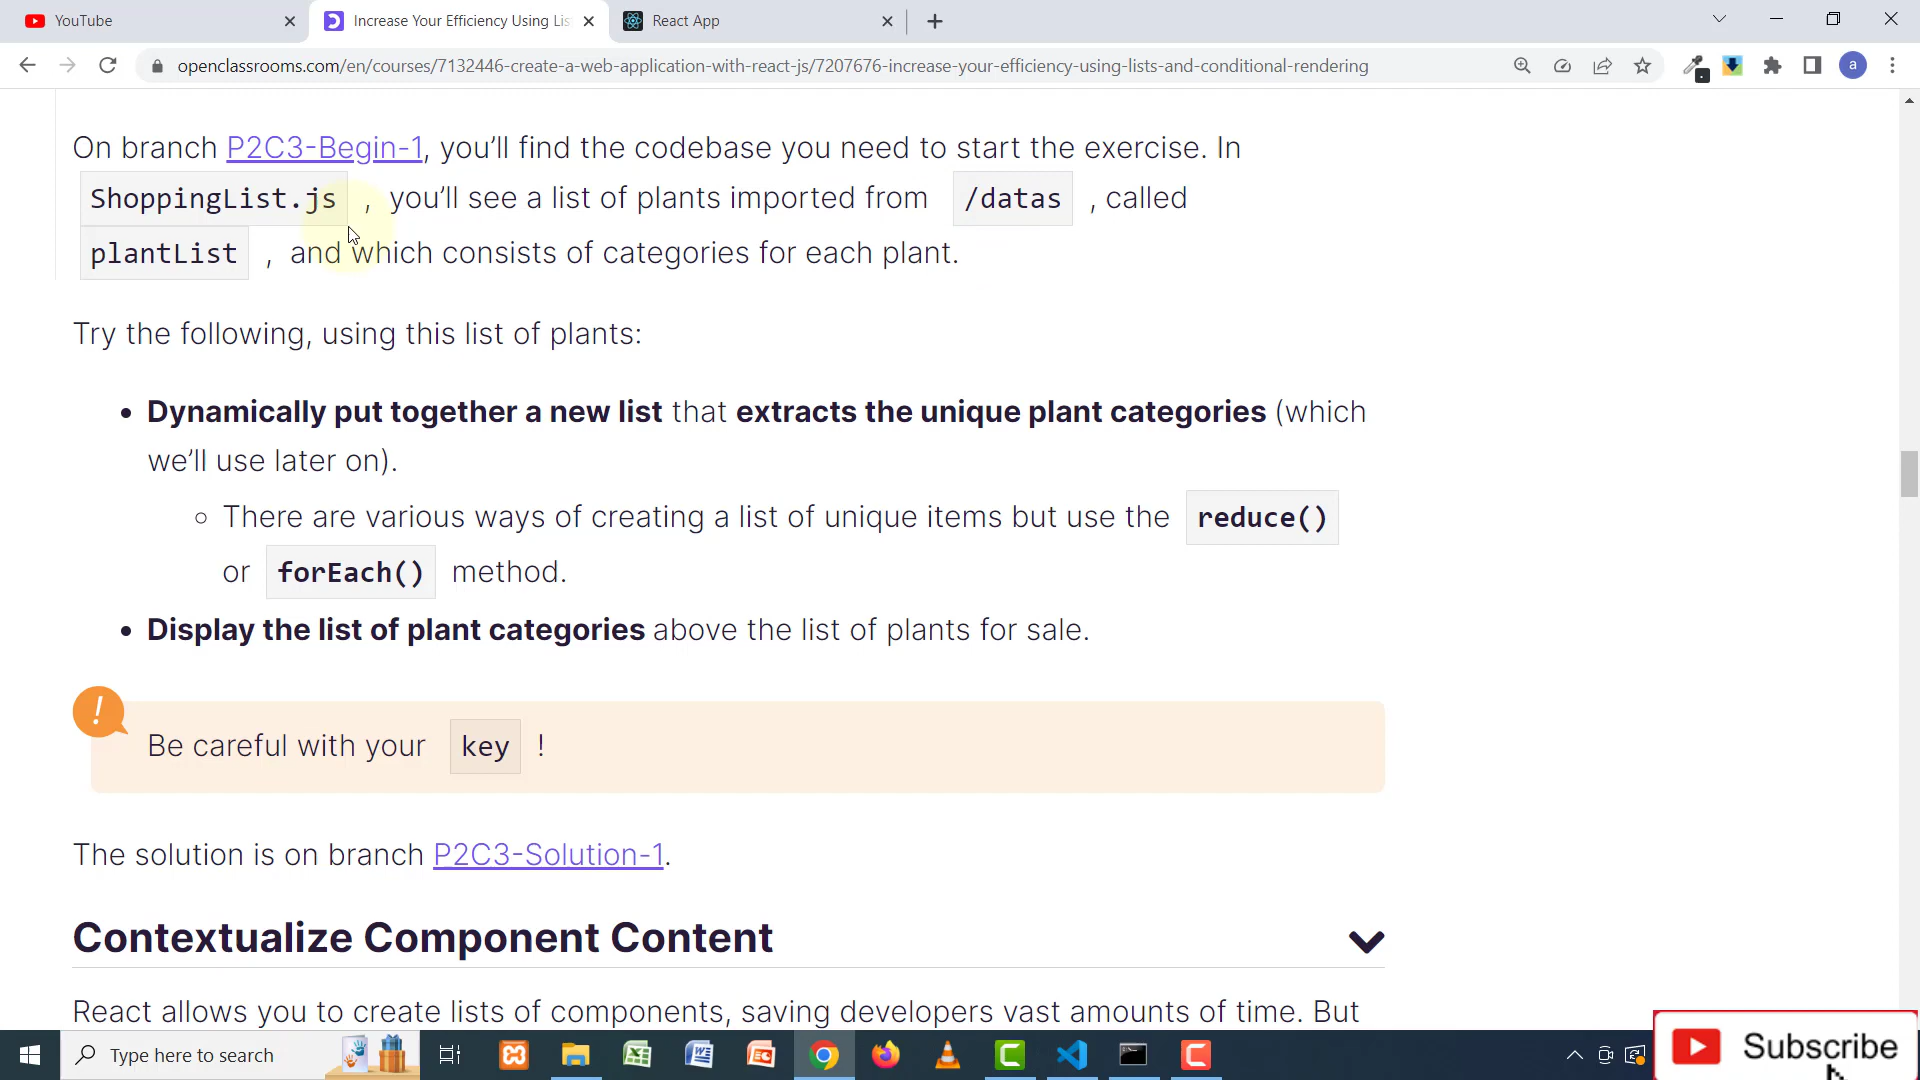 YouTube
Increase Your Efficiency Using Lis
React App
openclassrooms.com/en/courses/7132446-create-a-web-application-with-react-js/7207676-increase-your-efficiency-using-lists-and-conditional-rendering
a
On branch P2C3-Begin-1, you’ll find the codebase you need to start the exercise. In
ShoppingList.js , you’ll see a list of plants imported from /datas , called
plantList , and which consists of categories for each plant.
Try the following, using this list of plants:
• Dynamically put together a new list that extracts the unique plant categories (which
we’ll use later on).
○ There are various ways of creating a list of unique items but use the reduce()
or forEach() method.
• Display the list of plant categories above the list of plants for sale.
!
Be careful with your key !
The solution is on branch P2C3-Solution-1.
Contextualize Component Content
React allows you to create lists of components, saving developers vast amounts of time. But
Type here to search
Subscribe